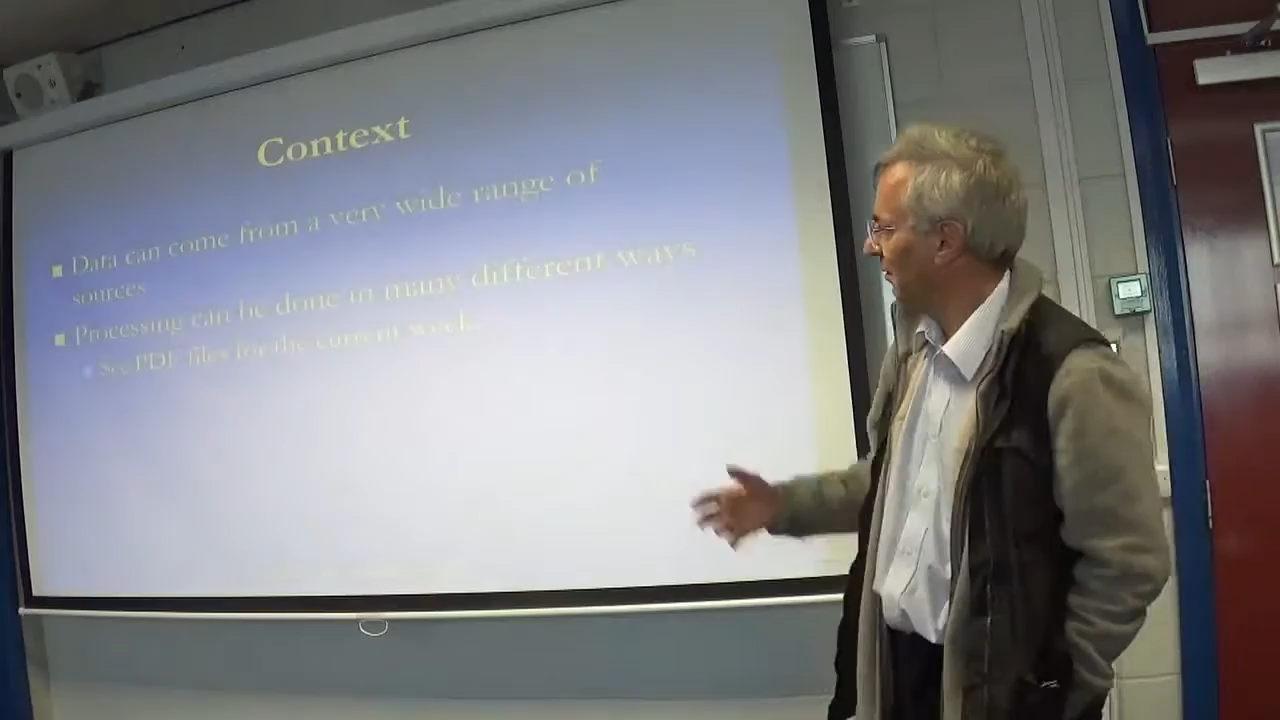 Context
Data can come from a very wide range of
sources
Processing can be done in many different ways
See PDF files for the current week.